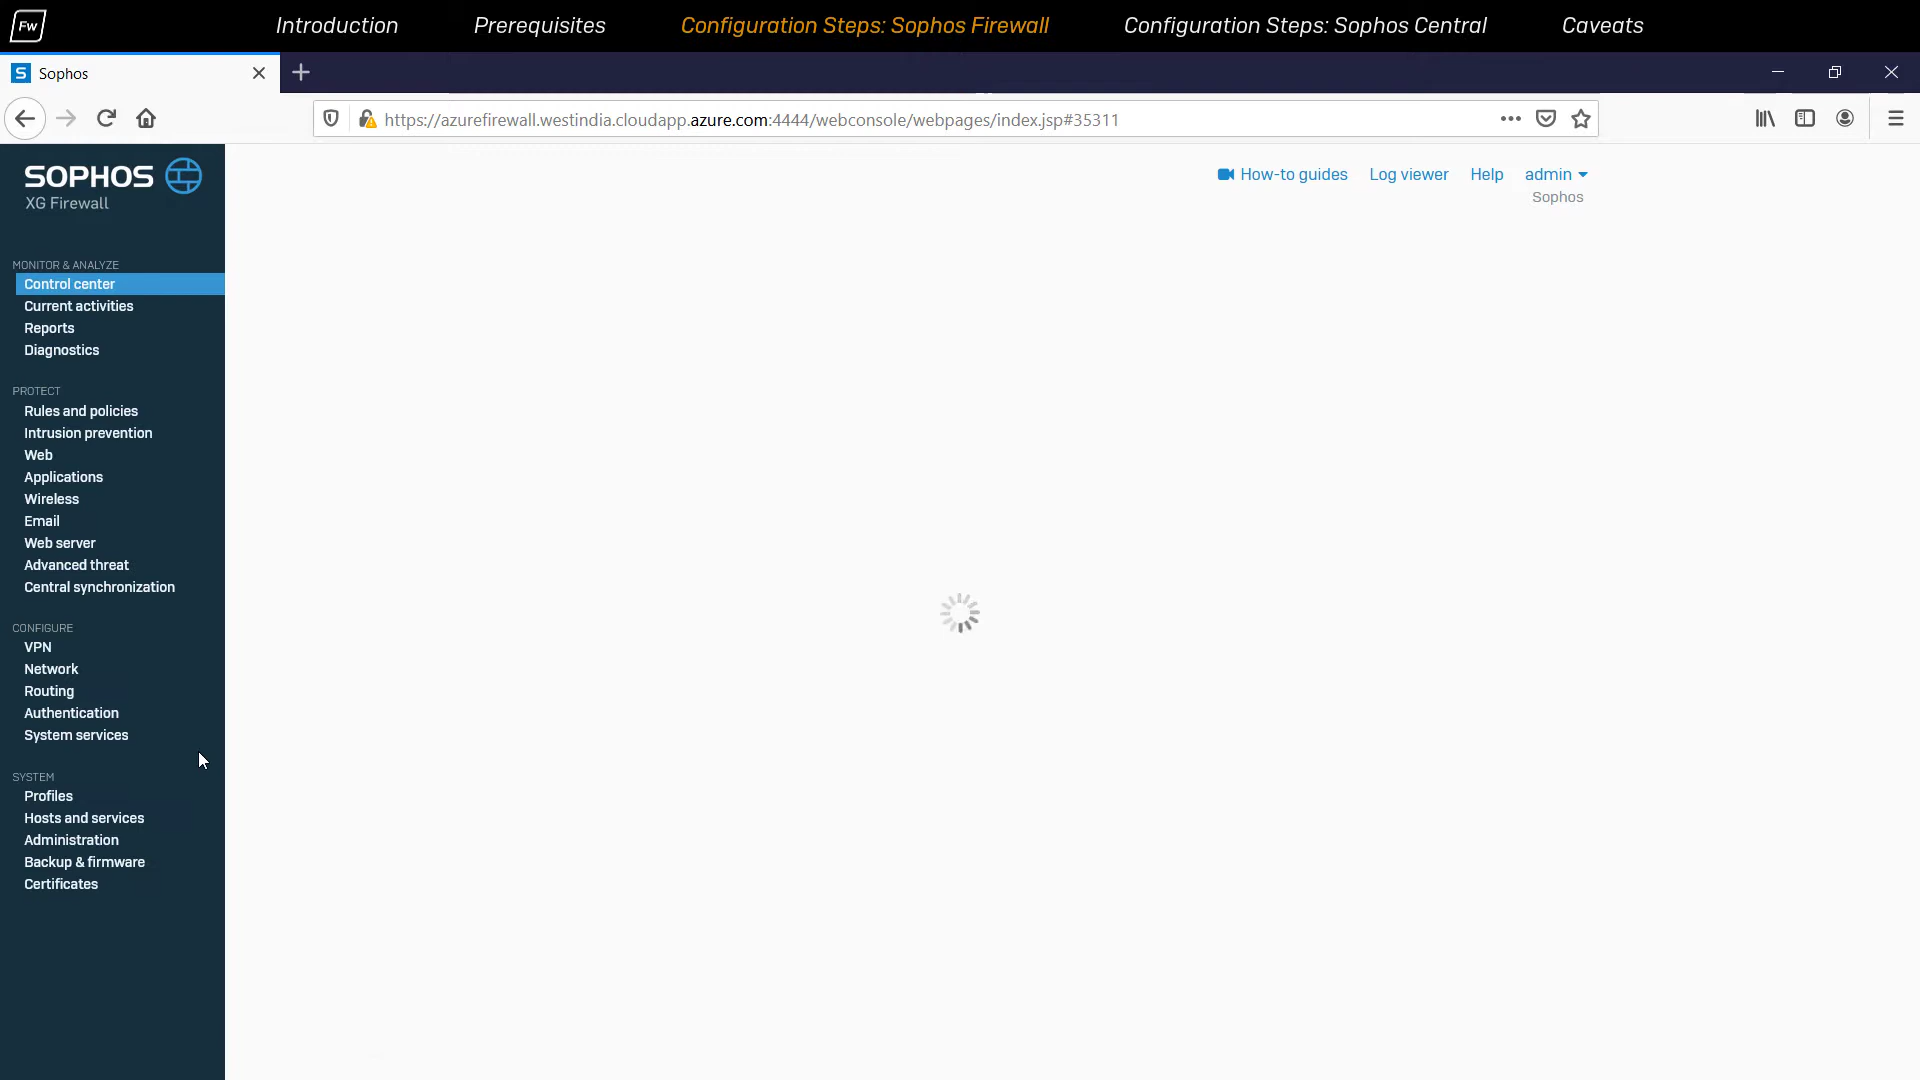 Fw
Introduction
Prerequisites
Configuration Steps: Sophos Firewall
Configuration Steps: Sophos Central
Caveats
S
Sophos
https://azurefirewall.westindia.cloudapp.azure.com:4444/webconsole/webpages/index.jsp#35311
SOPHOS
XG Firewall
How-to guides
Log viewer
Help
admin
Sophos
MONITOR & ANALYZE
Control center
Current activities
Reports
Diagnostics
PROTECT
Rules and policies
Intrusion prevention
Web
Applications
Wireless
Email
Web server
Advanced threat
Central synchronization
CONFIGURE
VPN
Network
Routing
Authentication
System services
SYSTEM
Profiles
Hosts and services
Administration
Backup & firmware
Certificates